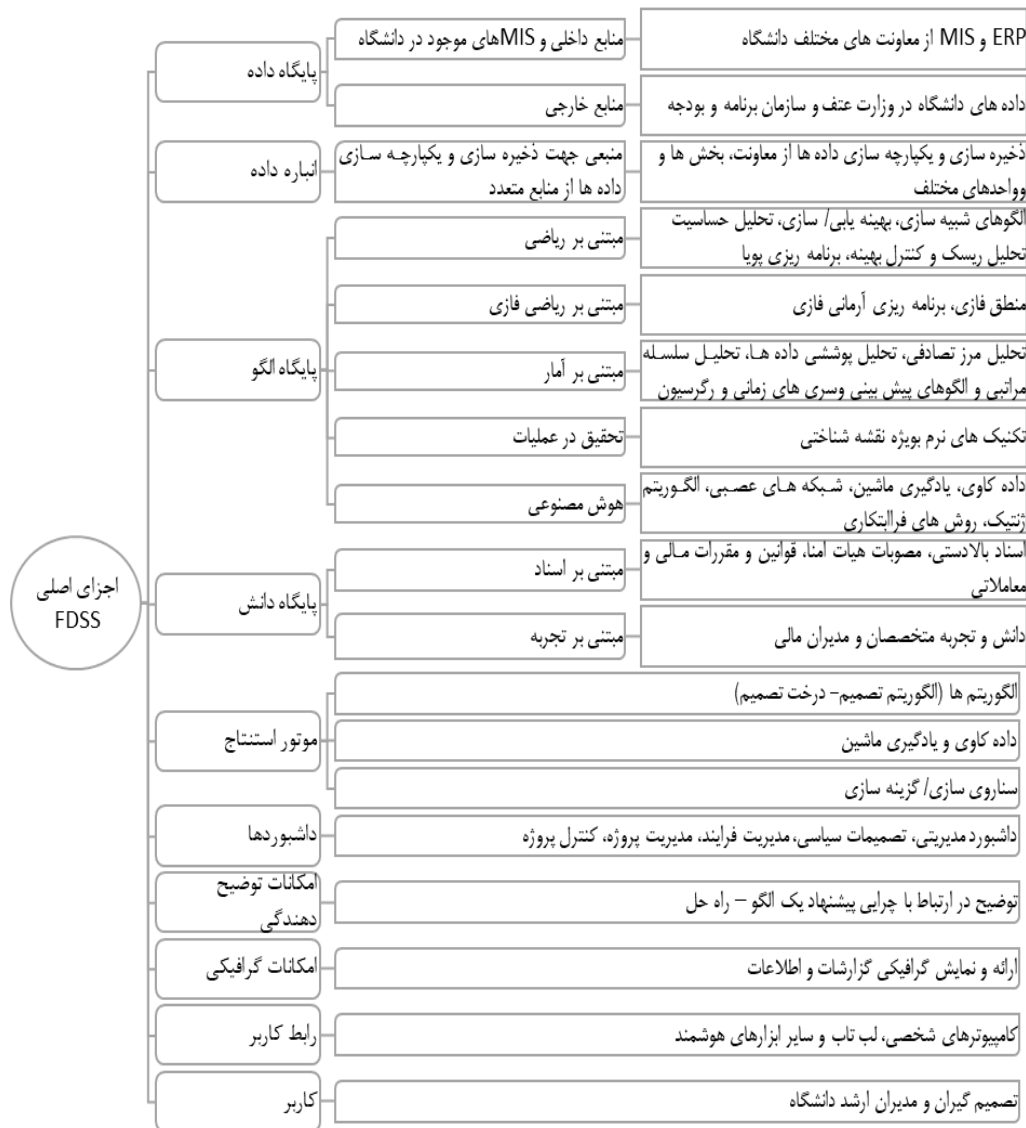 اجزای اصلی
FDSS
پایگاه داده
منابع داخلی و MISهای موجود در دانشگاه
ERP و MIS از معاونت های مختلف دانشگاه
منابع خارجی
داده های دانشگاه در وزارت عتف و سازمان برنامه و بودجه
انباره داده
منبعی جهت ذخیره سازی و یکپارچه سازی
داده ها از منابع متعدد
ذخیره سازی و یکپارچه سازی داده ها از معاونت، بخش ها و
وواحدهای مختلف
پایگاه الگو
مبتنی بر ریاضی
الگوهای شبیه سازی، بهینه یابی/ سازی، تحلیل حساسیت
تحلیل ریسک و کنترل بهینه، برنامه ریزی پویا
مبتنی بر ریاضی فازی
منطق فازی، برنامه ریزی آرمانی فازی
مبتنی بر آمار
تحلیل مرز تصادفی، تحلیل پوششی داده ها، تحلیل سلسله
مراتبی و الگوهای پیش بینی وسری های زمانی و رگرسیون
تحقیق در عملیات
تکنیک های نرم بویژه نقشه شناختی
هوش مصنوعی
داده کاوی، یادگیری ماشین، شبکه های عصبی، الگوریتم
ژنتیک، روش های فراابتکاری
پایگاه دانش
مبتنی بر اسناد
اسناد بالادستی، مصوبات هیات امنا، قوانین و مقررات مالی و
معاملاتی
مبتنی بر تجربه
دانش و تجربه متخصصان و مدیران مالی
موتور استنتاج
الگوریتم ها (الگوریتم تصمیم- درخت تصمیم)
داده کاوی و یادگیری ماشین
سناروی سازی/ گزینه سازی
داشبوردها
داشبورد مدیریتی، تصمیمات سیاسی، مدیریت فرایند، مدیریت پروژه، کنترل پروژه
امکانات توضیح
دهندگی
توضیح در ارتباط با چرایی پیشنهاد یک الگو – راه حل
امکانات گرافیکی
ارائه و نمایش گرافیکی گزارشات و اطلاعات
رابط کاربر
کامپیوترهای شخصی، لب تاب و سایر ابزارهای هوشمند
کاربر
تصمیم گیران و مدیران ارشد دانشگاه